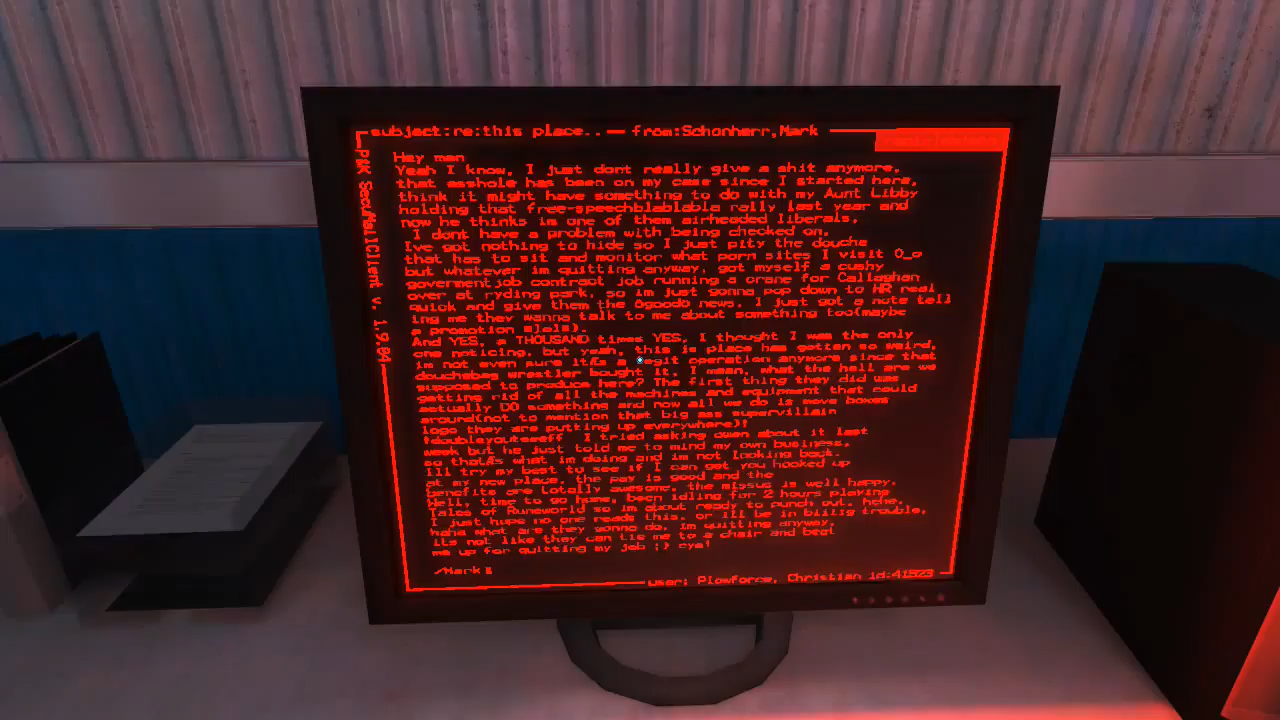 subject:re:this place..— from:Schonherr,Mark
Hey man
Yeah I know, I just dont really give a shit anymore,
that asshole has been on my case since I started here,
think it might have something to do with my Aunt Libby
holding that free-speechblablabla rally last year and
now he thinks im one of them airheaded liberals,
I dont have a problem with being checked on,
Ive got nothing to hide so I just pity the douche
that has to sit and monitor what porn sites I visit O_o
but whatever im quitting anyway, got myself a cushy
govermentjob contract job running a crane for Callaghan
over at ryding park, so im just gonna pop down to HR real
quick and give them the ôgoodö news, I just got a note tell
ing me they wanna talk to me about something too(maybe
a promotion
And YES, a THOUSAND times YES, I thought I was the only
one noticing, but yeah, this is place has gotten so weird,
im not even sure itÆs a legit operation anymore since that
douchebag wrestler bought it, I mean, what the hell are we
supposed to produce here? The first thing they did was
getting rid of all the machines and equipment that could
actually DO something and now all we do is move boxes
around(not to mention that big ass supervillain
logo they are putting up everywhere)!
!doubleyouteeeff I tried asking owen about it last
week but he just told me to mind my own business,
so thatÆs what im doing and im not looking back.
Ill try my best to see if I can get you hooked up
at my new place, the pay is good and the
benefits are totally awesome, the missus is well happy.
Well, time to go home, been idling for 2 hours playing
Tales of Runeworld so im about ready to punch out, hehe,
I just hope no one reads this, or ill be in biiiig trouble,
haha what are they gonna do, im quitting anyway,
its not like they can tie me to a chair and beat
me up for quitting my job ;) cya!
/Mark
user: Plowforce, Christian id:41523
PWK SecuMailClient v. 1.9.84